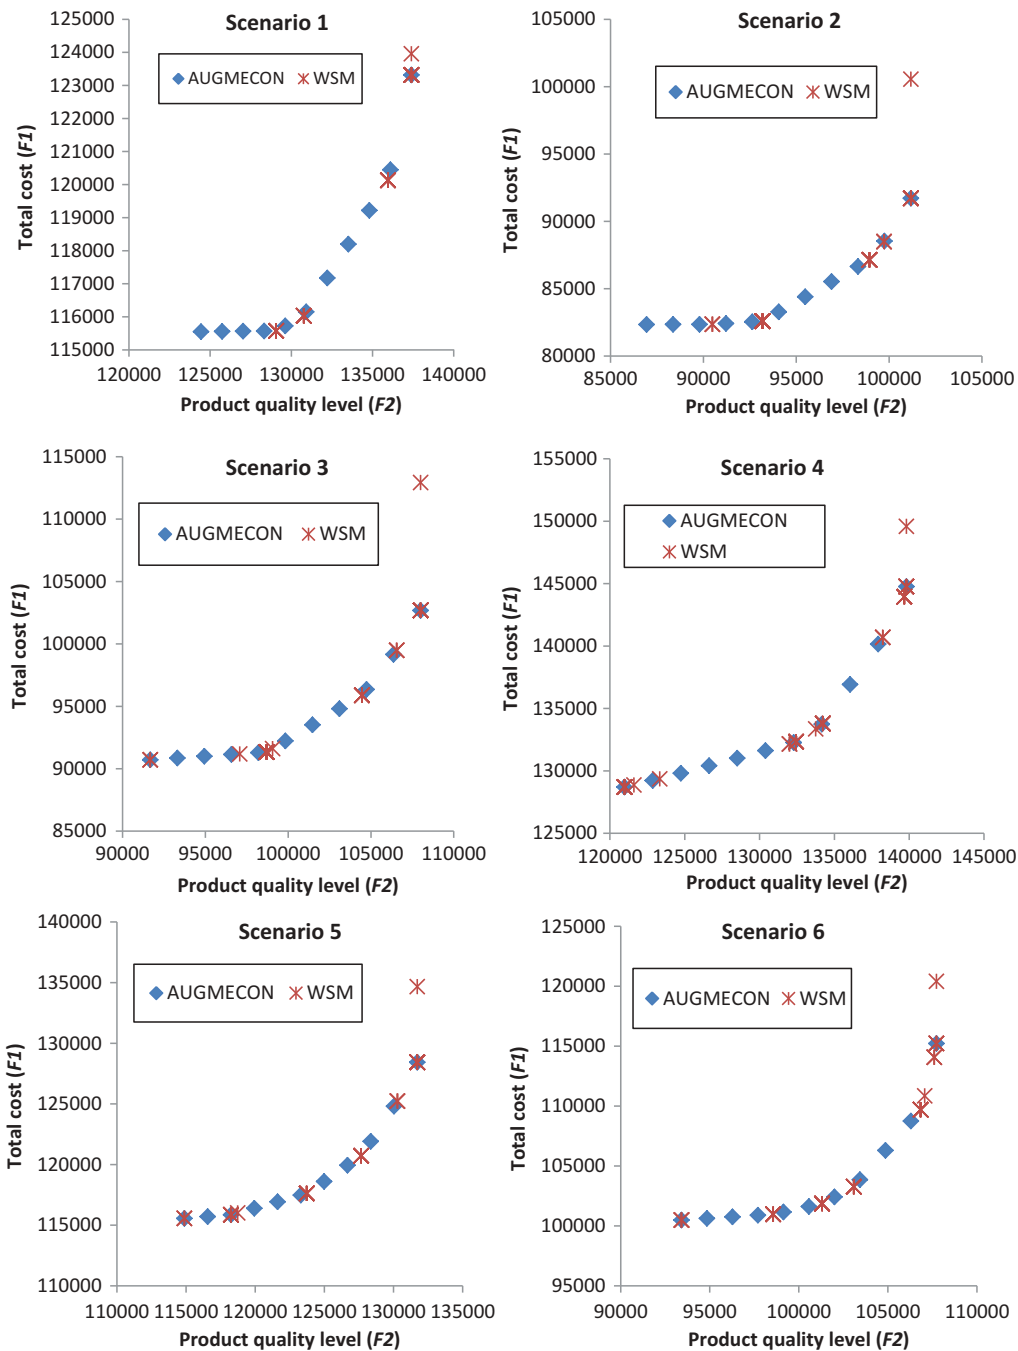 Scenario 1
AUGMECON WSM
Total cost (F1)
125000
124000
123000
122000
121000
120000
119000
118000
117000
116000
115000
120000 125000 130000 135000 140000
Product quality level (F2)
Scenario 2
AUGMECON WSM
Total cost (F1)
105000
100000
95000
90000
85000
80000
85000 90000 95000 100000 105000
Product quality level (F2)
Scenario 3
AUGMECON WSM
Total cost (F1)
115000
110000
105000
100000
95000
90000
85000
90000 95000 100000 105000 110000
Product quality level (F2)
Scenario 4
AUGMECON
WSM
Total cost (F1)
155000
150000
145000
140000
135000
130000
125000
120000 125000 130000 135000 140000 145000
Product quality level (F2)
Scenario 5
AUGMECON WSM
Total cost (F1)
140000
135000
130000
125000
120000
115000
110000
110000 115000 120000 125000 130000 135000
Product quality level (F2)
Scenario 6
AUGMECON WSM
Total cost (F1)
125000
120000
115000
110000
105000
100000
95000
90000 95000 100000 105000 110000
Product quality level (F2)